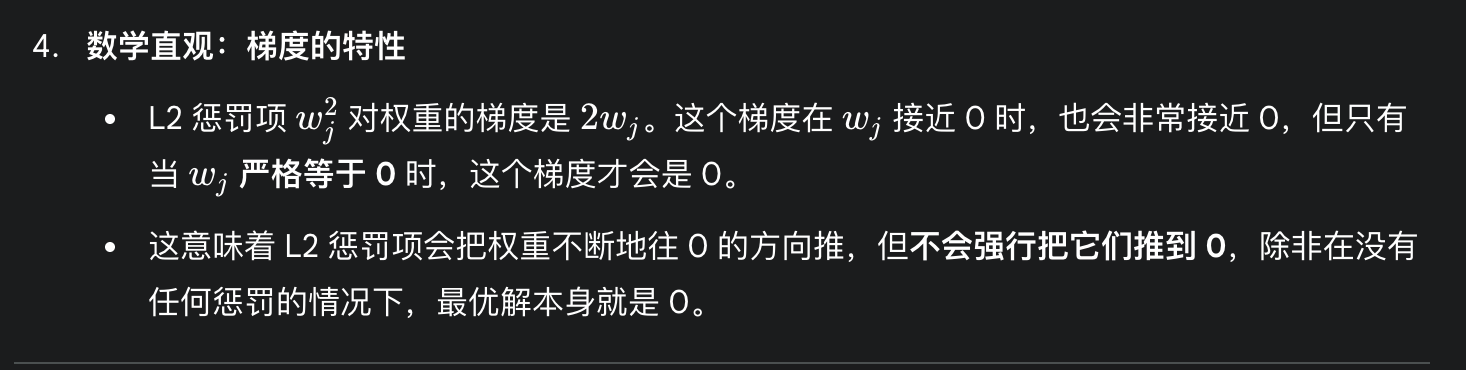 4. 数学直观：梯度的特性
• L2 惩罚项 $w_j^2$ 对权重的梯度是 $2w_j$。这个梯度在 $w_j$ 接近 0 时，也会非常接近 0，但只有
当 $w_j$ 严格等于 0 时，这个梯度才会是 0。
• 这意味着 L2 惩罚项会把权重不断地往 0 的方向推，但不会强行把它们推到 0，除非在没有
任何惩罚的情况下，最优解本身就是 0。